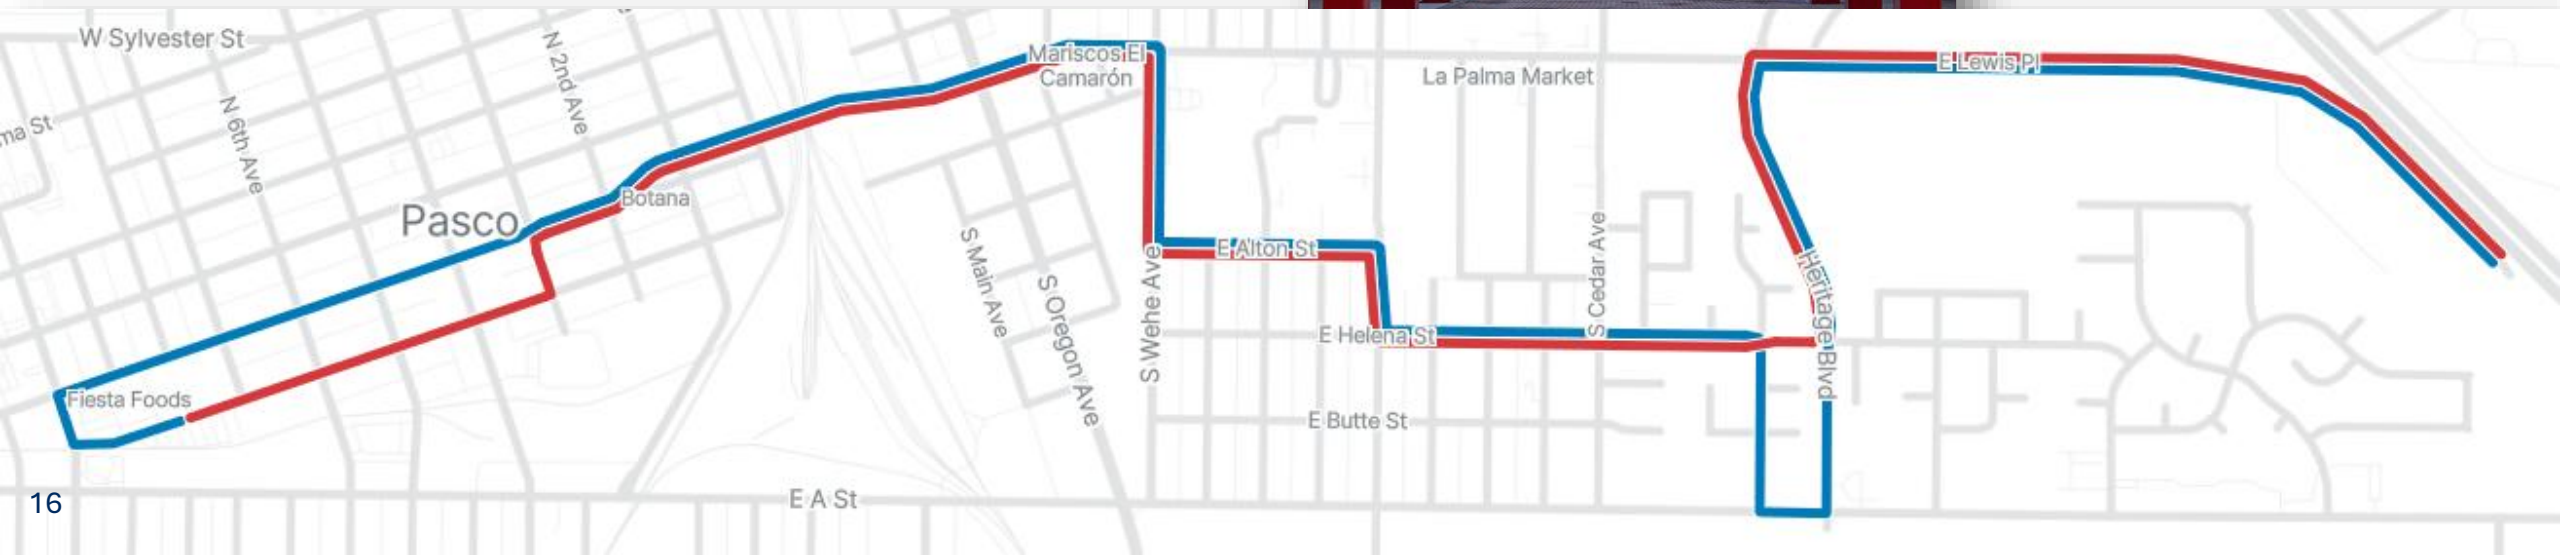 W Sylvester St
N 2nd Ave
Mariscos El
Camarón
La Palma Market
E Lewis Pl
ma St
N 6th Ave
Botana
Pasco
S Main Ave
S Oregon Ave
S Wehe Ave
E Alton St
S Cedar Ave
Heritage Blvd
E Helena St
Fiesta Foods
E Butte St
16
E A St